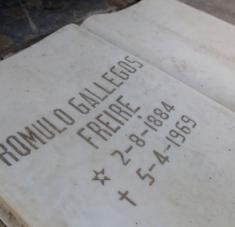 ROMULO GALLEGOS
FREIRE
☆ 2-8-1884
✝ 5-4-1969